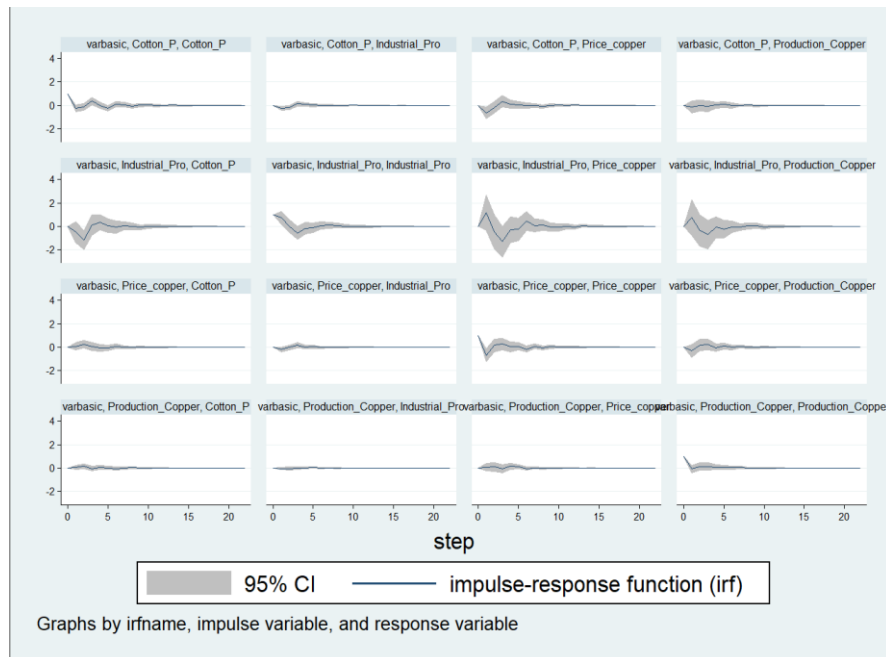 varbasic, Cotton_P, Cotton_P
varbasic, Cotton_P, Industrial_Pro
varbasic, Cotton_P, Price_copper
varbasic, Cotton_P, Production_Copper
4
2
0
-2
varbasic, Industrial_Pro, Cotton_P
varbasic, Industrial_Pro, Industrial_Pro
varbasic, Industrial_Pro, Price_copper
varbasic, Industrial_Pro, Production_Copper
4
2
0
-2
varbasic, Price_copper, Cotton_P
varbasic, Price_copper, Industrial_Pro
varbasic, Price_copper, Price_copper
varbasic, Price_copper, Production_Copper
4
2
0
-2
varbasic, Production_Copper, Cotton_P
varbasic, Production_Copper, Industrial_Pro
varbasic, Production_Copper, Price_copper
varbasic, Production_Copper, Production_Coppe
4
2
0
-2
0 5 10 15 20
0 5 10 15 20
0 5 10 15 20
0 5 10 15 20
step
95% CI
impulse-response function (irf)
Graphs by irfname, impulse variable, and response variable